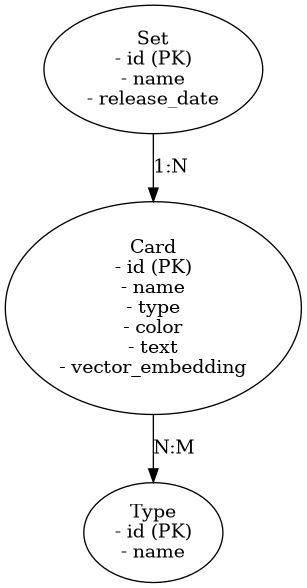 Set
- id (PK)
- name
- release_date
1:N
Card
- id (PK)
- name
- type
- color
- text
- vector_embedding
N:M
Type
- id (PK)
- name